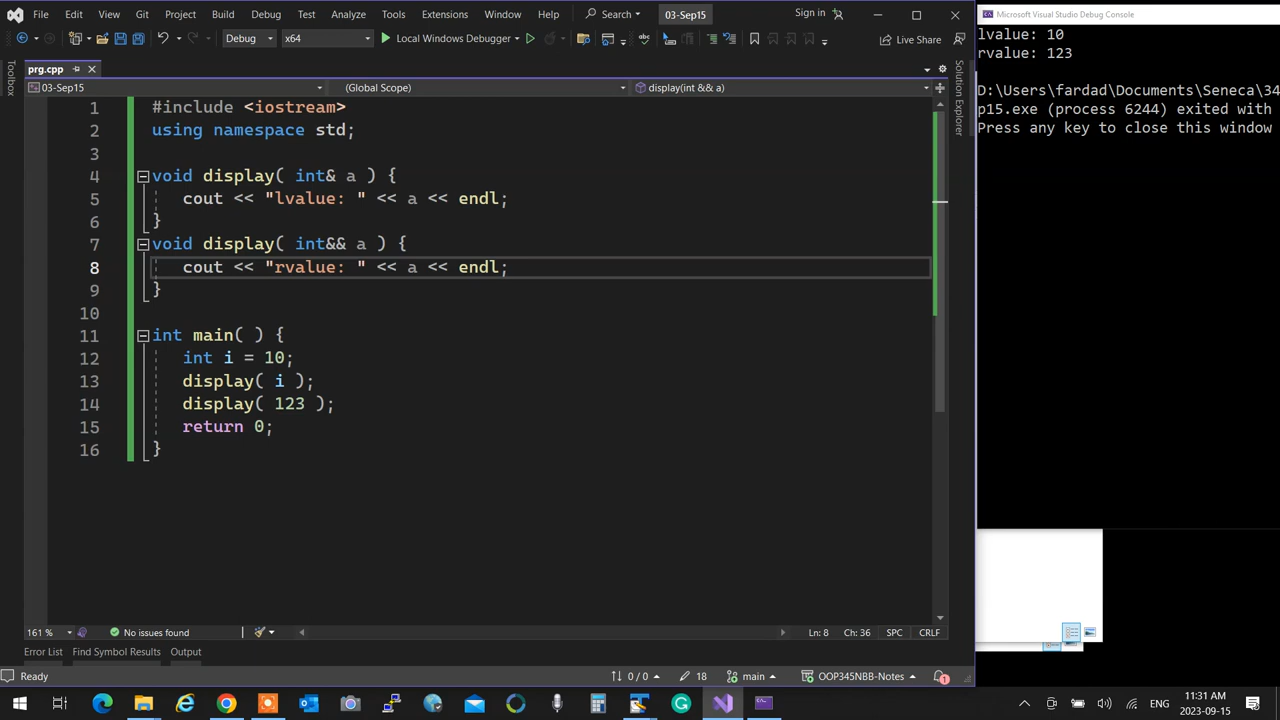 File Edit View Git Project Build Debug Extensions Window Help Search 03-Sep15 Sign in
Debug x64 Local Windows Debugger Live Share
prg.cpp
03-Sep15 (Global Scope) display(int && a)
Toolbox
Solution Explorer
1 #include <iostream>
2 using namespace std;
3
4 void display( int& a ) {
5 cout << "lvalue: " << a << endl;
6 }
7 void display( int&& a ) {
8 cout << "rvalue: " << a << endl;
9 }
10
11 int main( ) {
12 int i = 10;
13 display( i );
14 display( 123 );
15 return 0;
16 }
161 % No issues found Ch: 36 SPC CRLF
Error List Find Symbol Results Output
Ready 0 / 0 18 main OOP345NBB-Notes 1
Microsoft Visual Studio Debug Console
lvalue: 10
rvalue: 123
D:\Users\fardad\Documents\Seneca\34
p15.exe (process 6244) exited with
Press any key to close this window
ENG
11:31 AM
2023-09-15